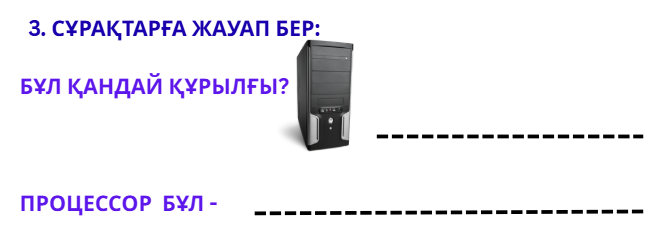 3. СҰРАҚТАРҒА ЖАУАП БЕР:
БҰЛ ҚАНДАЙ ҚҰРЫЛҒЫ?
ПРОЦЕССОР БҰЛ -